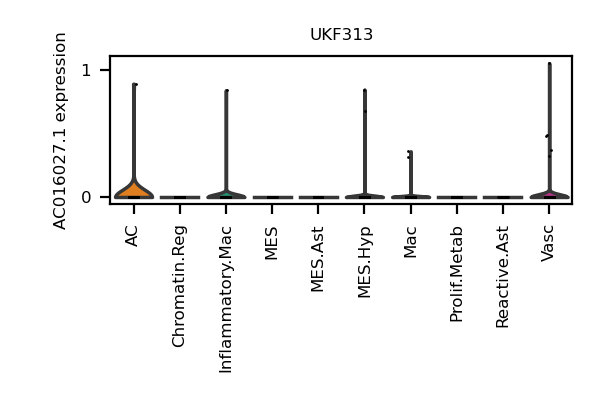 UKF313
AC016027.1 expression
1
0
AC
Chromatin.Reg
Inflammatory.Mac
MES
MES.Ast
MES.Hyp
Mac
Prolif.Metab
Reactive.Ast
Vasc